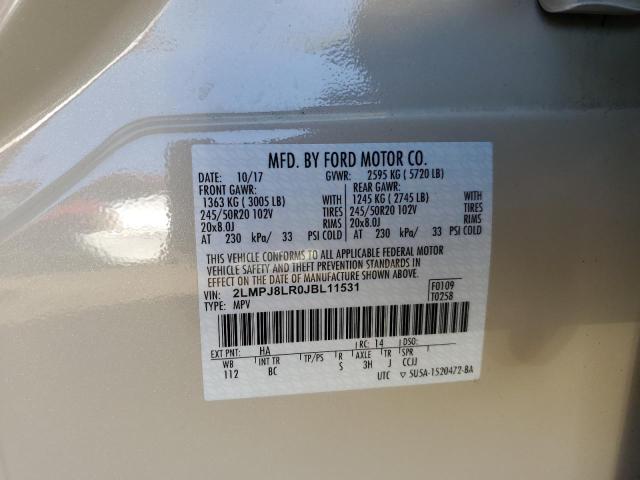 MFD. BY FORD MOTOR CO.
DATE: 10/17 GVWR: 2595 KG ( 5720 LB)
FRONT GAWR: REAR GAWR:
1363 KG ( 3005 LB) WITH 1245 KG ( 2745 LB) WITH
245/50R20 102V TIRES 245/50R20 102V TIRES
20x8.0J RIMS 20x8.0J RIMS
AT 230 kPa/ 33 PSI COLD AT 230 kPa/ 33 PSI COLD
THIS VEHICLE CONFORMS TO ALL APPLICABLE FEDERAL MOTOR
VEHICLE SAFETY AND THEFT PREVENTION STANDARDS IN EFFECT
ON THE DATE OF MANUFACTURE SHOWN ABOVE.
VIN: 2LMPJ8LR0JBL11531 F0109
TYPE: MPV T0258
EXT PNT: HA RC: 14 DSO:
WB INT TR TP/PS R AXLE TR SPR
112 BC S 3H J CCJJ
UTC ▽ SU5A-1520472-BA